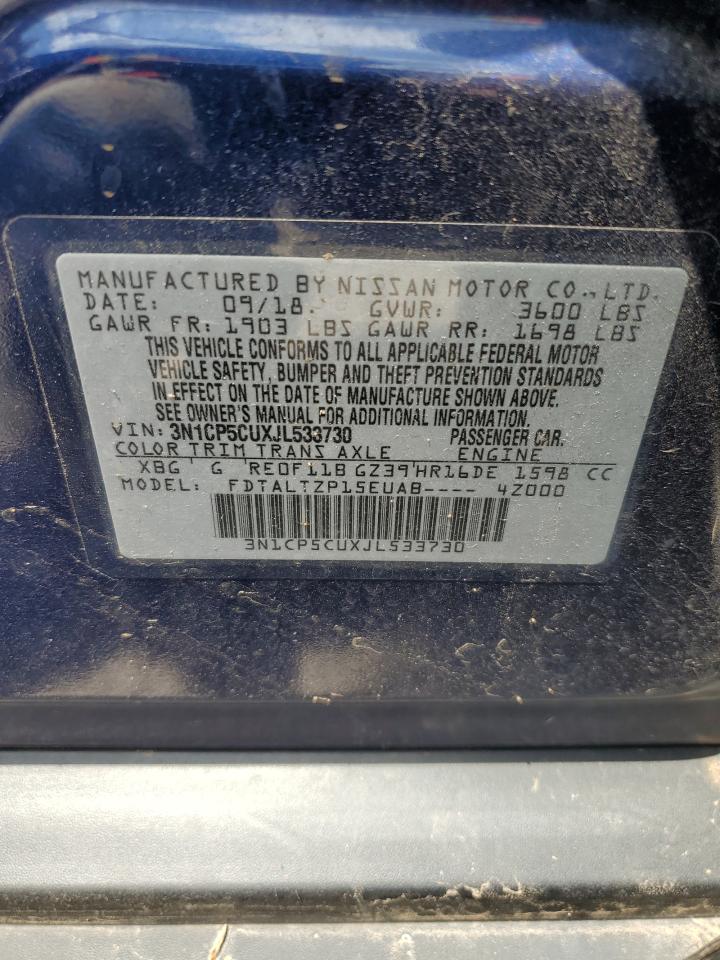 MANUFACTURED BY NISSAN MOTOR CO., LTD.
DATE: 09/18. GVWR: 3600 LBS
GAWR FR: 1903 LBS GAWR RR: 1698 LBS
THIS VEHICLE CONFORMS TO ALL APPLICABLE FEDERAL MOTOR
VEHICLE SAFETY, BUMPER AND THEFT PREVENTION STANDARDS
IN EFFECT ON THE DATE OF MANUFACTURE SHOWN ABOVE.
SEE OWNER'S MANUAL FOR ADDITIONAL INFORMATION.
VIN: 3N1CP5CUXJL533730 PASSENGER CAR.
COLOR TRIM TRANS AXLE ENGINE
XBG G RE0F11B GZ39 HR16DE 1598 CC
MODEL: FDTALTZP15EUAB---- 4Z000
3N1CP5CUXJL533730